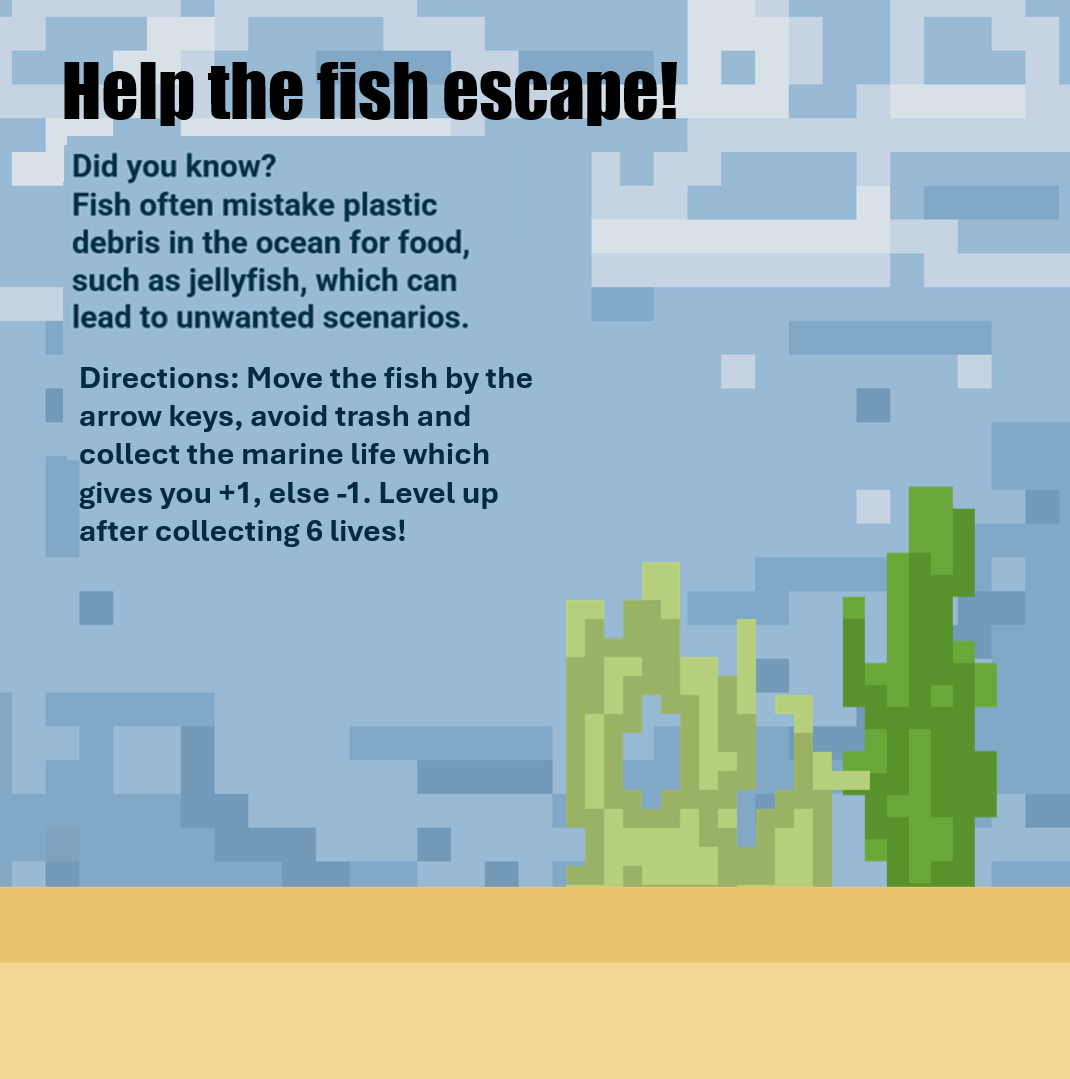 Help the fish escape!
Did you know?
Fish often mistake plastic
debris in the ocean for food,
such as jellyfish, which can
lead to unwanted scenarios.
Directions: Move the fish by the
arrow keys, avoid trash and
collect the marine life which
gives you +1, else -1. Level up
after collecting 6 lives!